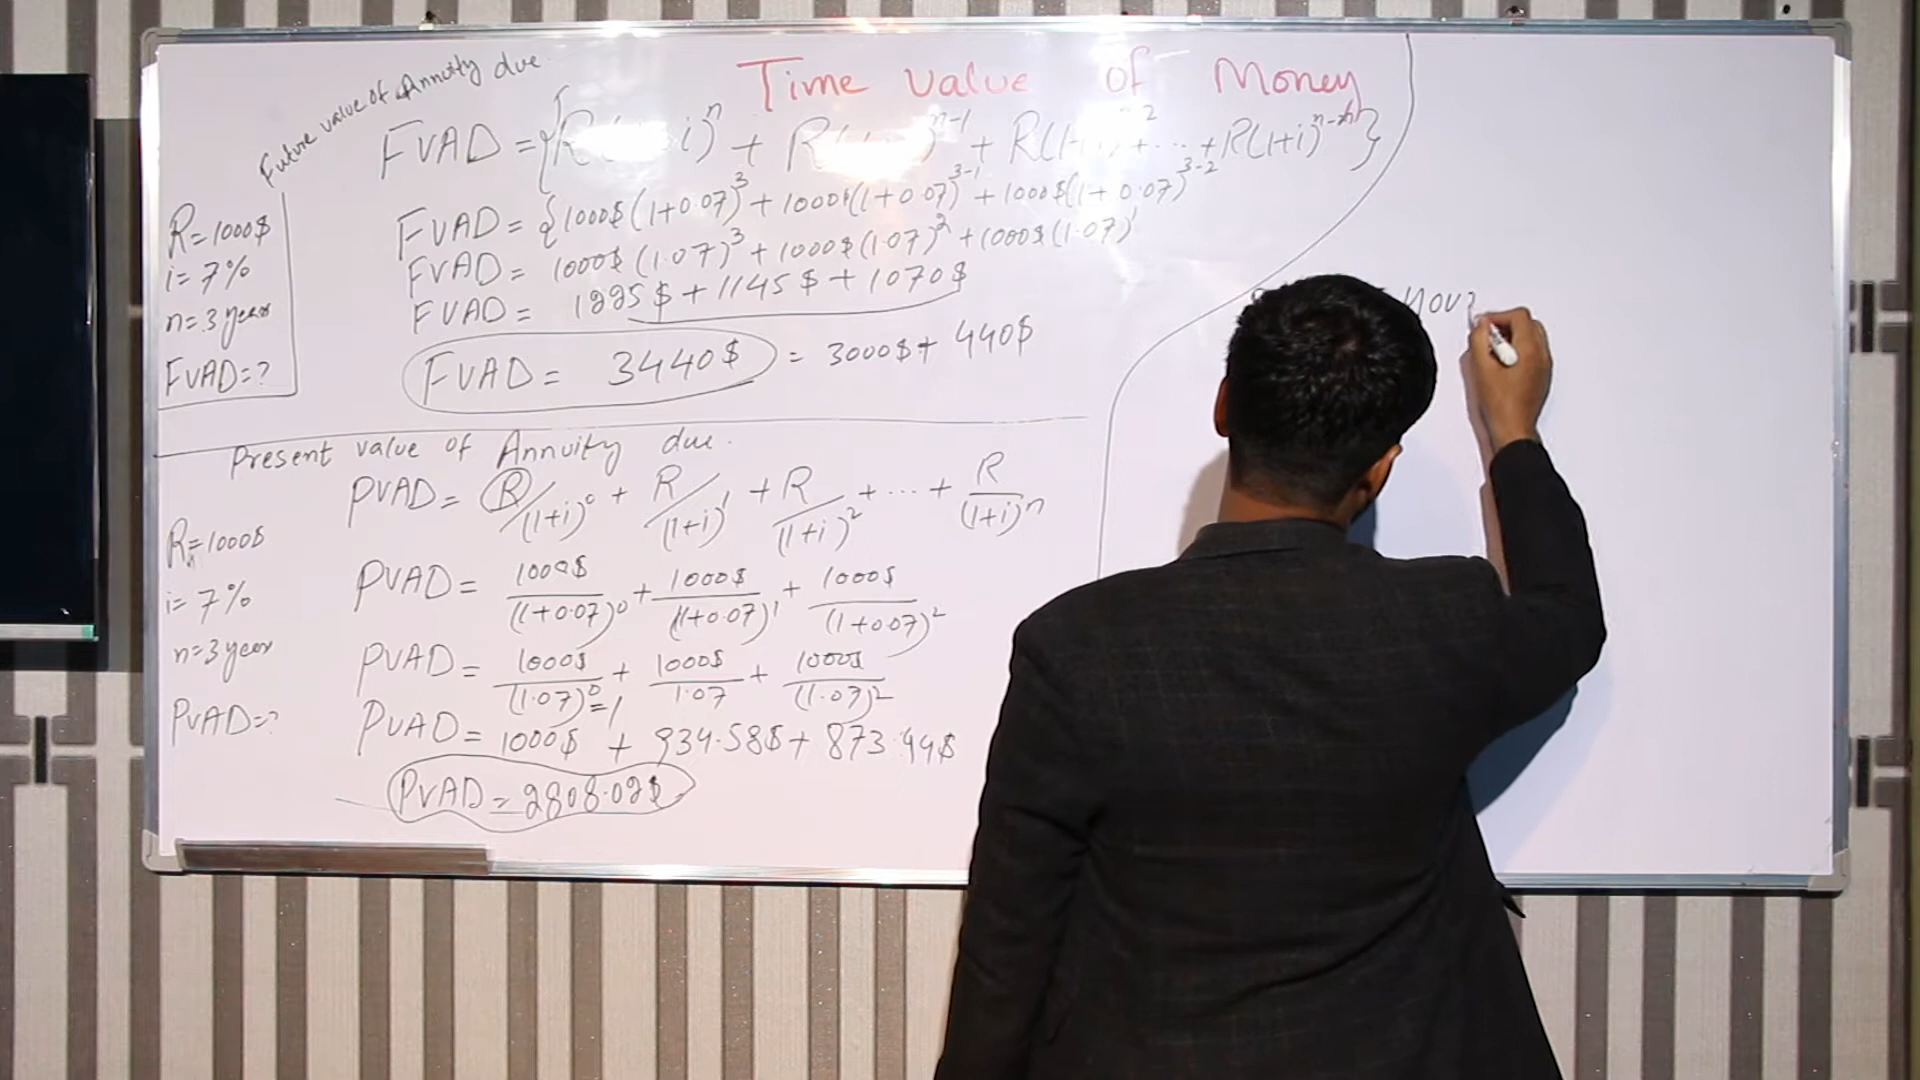 Time value of Money
Future value of Annuity due.
FVAD = {R i)ⁿ + R ⁿ⁻¹ + R(1+ ⁻² + ... + R(1+i)ⁿ⁻ⁿ}
FVAD = {1000$ (1+0.07)³ + 1000$(1+0.07)³⁻¹ + 1000$(1+0.07)³⁻²
FVAD = 1000$ (1.07)³ + 1000$ (1.07)² + 1000$ (1.07)¹
FVAD = 1225$ + 1145$ + 1070$
FVAD = 3440$ = 3000$ + 440$
R=1000$
i=7%
n=3 year
FVAD=?
Present value of Annuity due.
PVAD = R/(1+i)⁰ + R/(1+i)¹ + R/(1+i)² + ... + R/(1+i)ⁿ
PVAD = 1000$/(1+0.07)⁰ + 1000$/(1+0.07)¹ + 1000$/(1+0.07)²
PVAD = 1000$/(1.07)⁰=1 + 1000$/1.07 + 1000$/(1.07)²
PVAD = 1000$ + 934.58$ + 873.44$
PVAD = 2808.02$
R=1000$
i=7%
n=3 year
PVAD=?